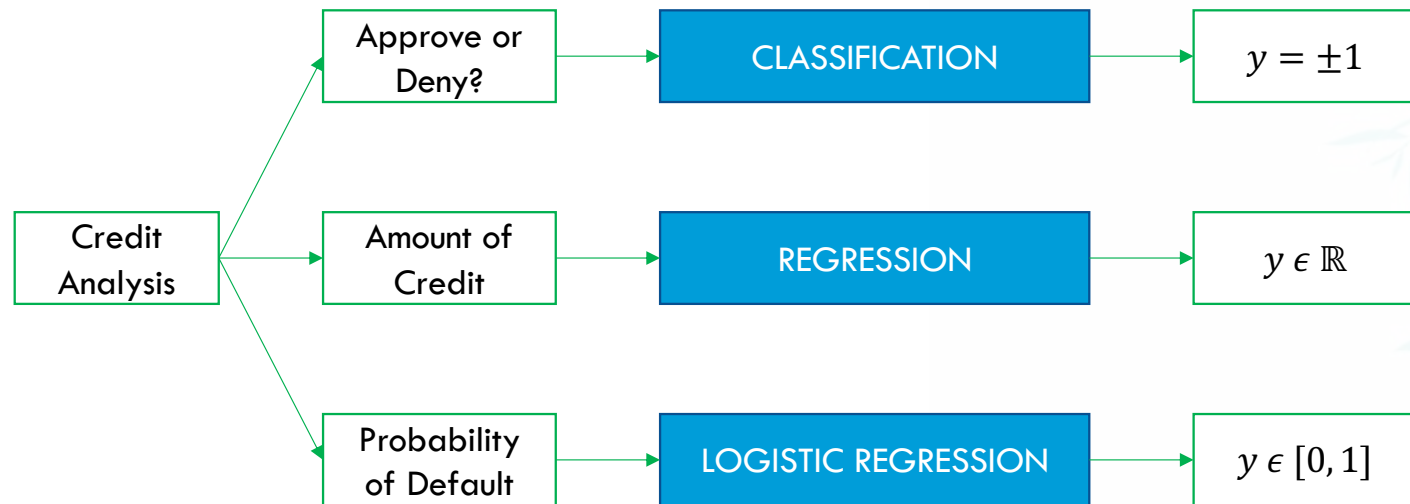 Approve or
Deny?
CLASSIFICATION
y = ±1
Credit
Analysis
Amount of
Credit
REGRESSION
y ϵ ℝ
Probability
of Default
LOGISTIC REGRESSION
y ϵ [0, 1]